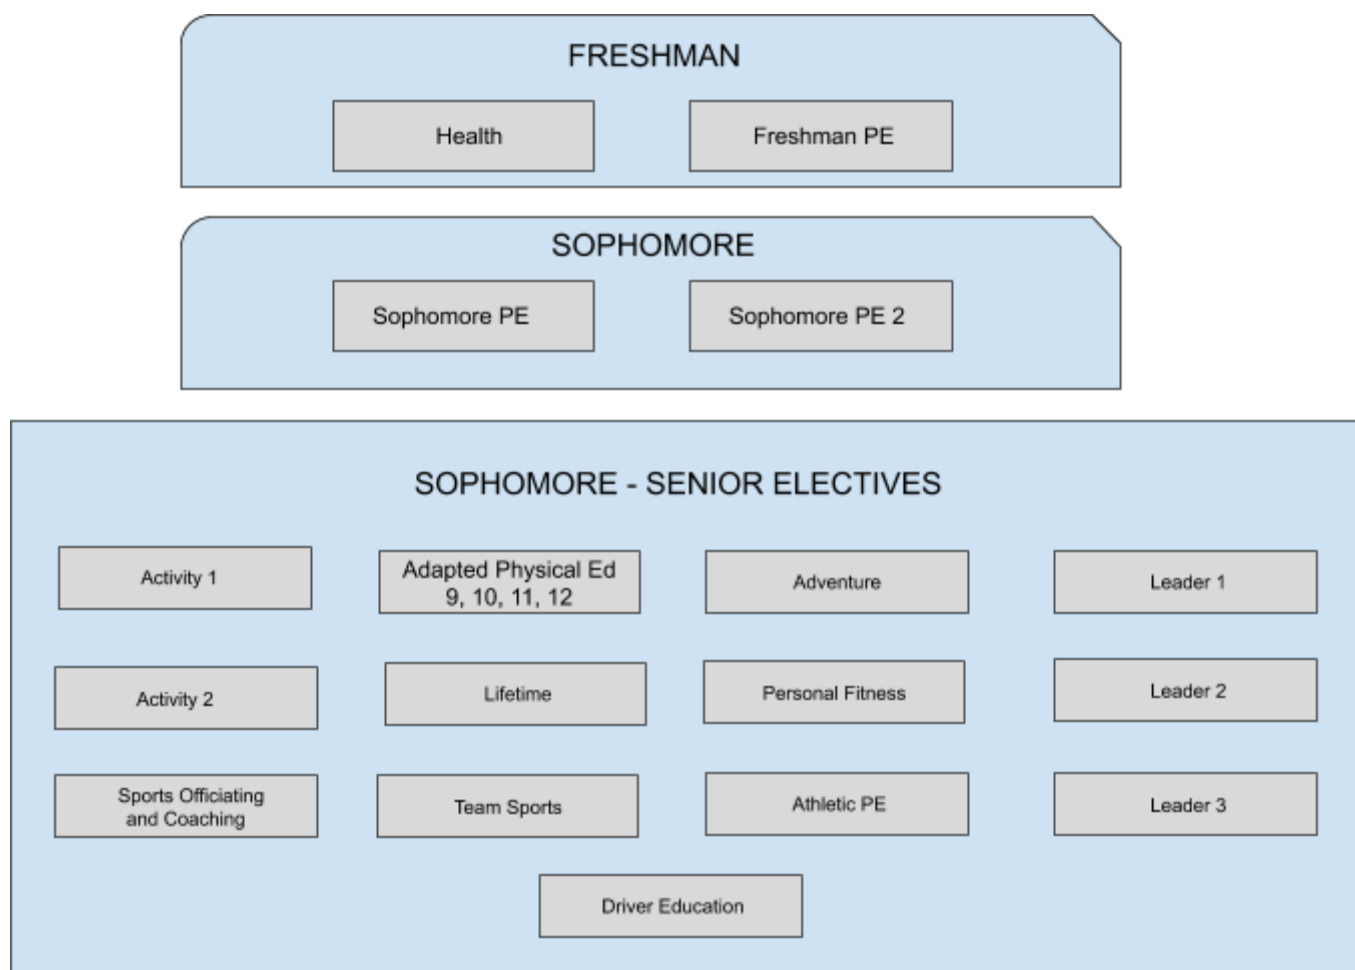 FRESHMAN
Health
Freshman PE
SOPHOMORE
Sophomore PE
Sophomore PE 2
SOPHOMORE - SENIOR ELECTIVES
Activity 1
Adapted Physical Ed
9, 10, 11, 12
Adventure
Leader 1
Activity 2
Lifetime
Personal Fitness
Leader 2
Sports Officiating
and Coaching
Team Sports
Athletic PE
Leader 3
Driver Education